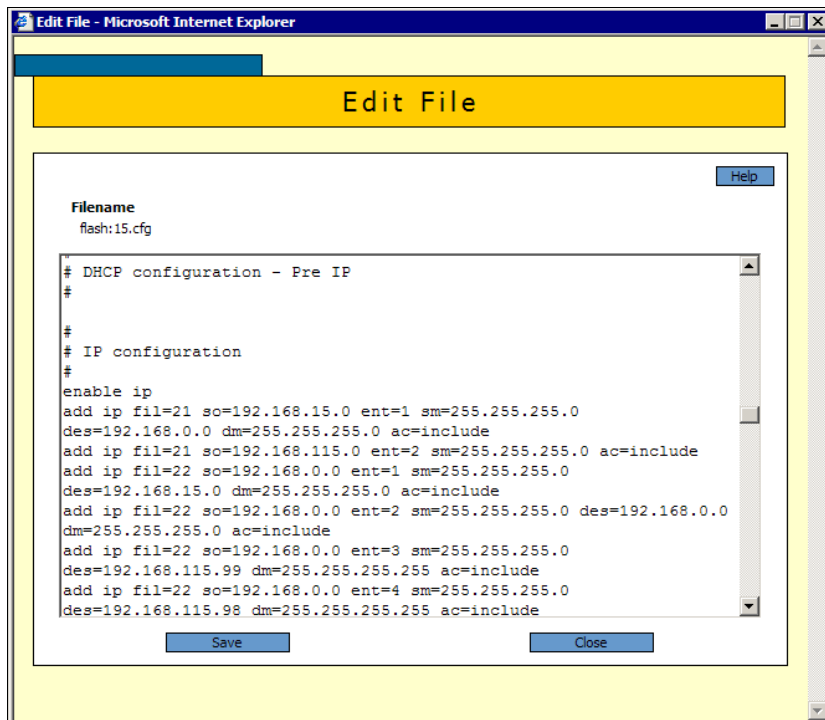 Edit File - Microsoft Internet Explorer
Edit File
Help
Filename
flash:15.cfg
#
# DHCP configuration - Pre IP
#
#
# IP configuration
#
enable ip
add ip fil=21 so=192.168.15.0 ent=1 sm=255.255.255.0
des=192.168.0.0 dm=255.255.255.0 ac=include
add ip fil=21 so=192.168.115.0 ent=2 sm=255.255.255.0 ac=include
add ip fil=22 so=192.168.0.0 ent=1 sm=255.255.255.0
des=192.168.15.0 dm=255.255.255.0 ac=include
add ip fil=22 so=192.168.0.0 ent=2 sm=255.255.255.0 des=192.168.0.0
dm=255.255.255.0 ac=include
add ip fil=22 so=192.168.0.0 ent=3 sm=255.255.255.0
des=192.168.115.99 dm=255.255.255.255 ac=include
add ip fil=22 so=192.168.0.0 ent=4 sm=255.255.255.0
des=192.168.115.98 dm=255.255.255.255 ac=include
Save
Close